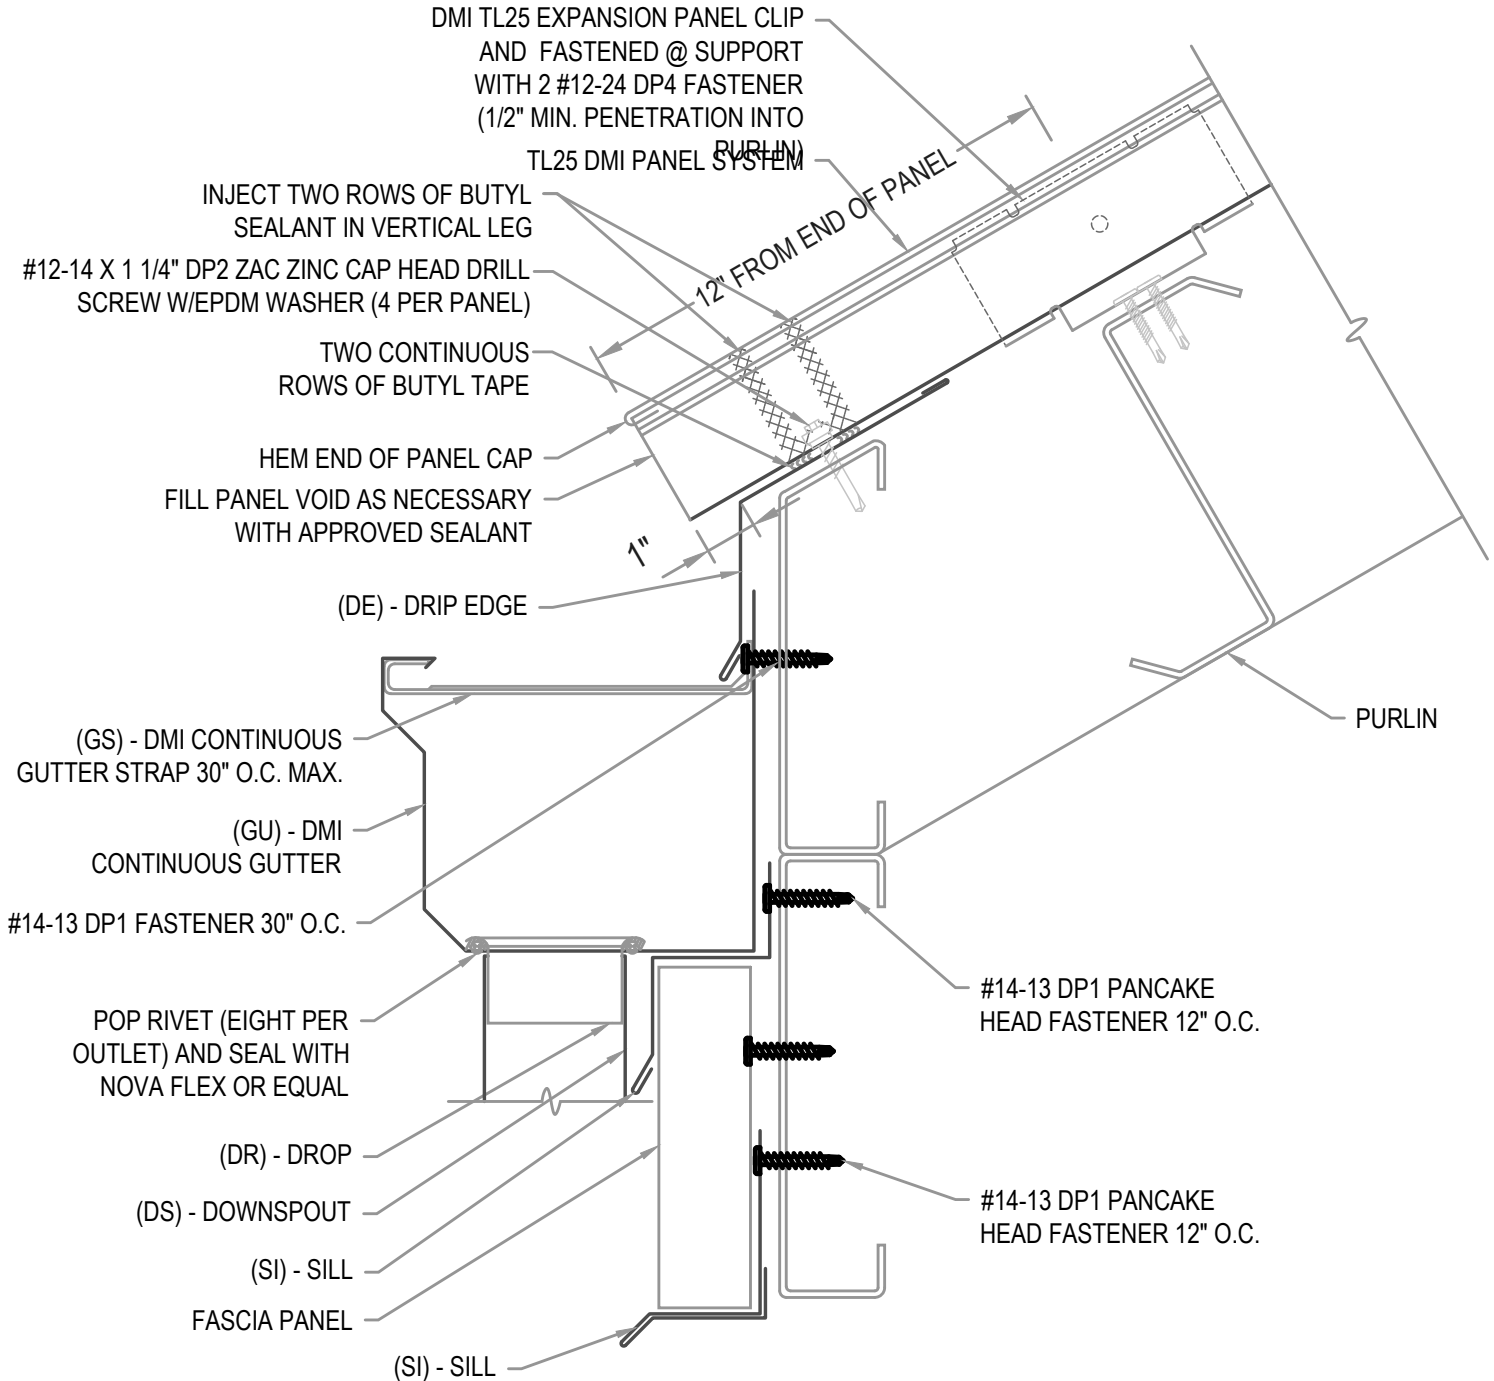 DMI TL25 EXPANSION PANEL CLIP
AND FASTENED @ SUPPORT
WITH 2 #12-24 DP4 FASTENER
(1/2" MIN. PENETRATION INTO
PURLIN)
TL25 DMI PANEL SYSTEM
12" FROM END OF PANEL
INJECT TWO ROWS OF BUTYL
SEALANT IN VERTICAL LEG
#12-14 X 1 1/4" DP2 ZAC ZINC CAP HEAD DRILL
SCREW W/EPDM WASHER (4 PER PANEL)
TWO CONTINUOUS
ROWS OF BUTYL TAPE
HEM END OF PANEL CAP
FILL PANEL VOID AS NECESSARY
WITH APPROVED SEALANT
1"
(DE) - DRIP EDGE
PURLIN
(GS) - DMI CONTINUOUS
GUTTER STRAP 30" O.C. MAX.
(GU) - DMI
CONTINUOUS GUTTER
#14-13 DP1 FASTENER 30" O.C.
#14-13 DP1 PANCAKE
HEAD FASTENER 12" O.C.
POP RIVET (EIGHT PER
OUTLET) AND SEAL WITH
NOVA FLEX OR EQUAL
(DR) - DROP
(DS) - DOWNSPOUT
#14-13 DP1 PANCAKE
HEAD FASTENER 12" O.C.
(SI) - SILL
FASCIA PANEL
(SI) - SILL